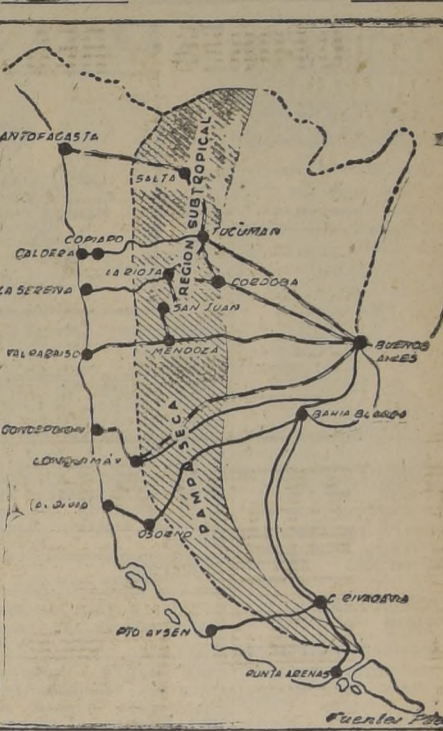 ANTOFAGASTA
SALTA
REGION SUBTROPICAL
TUCUMAN
COPIAPO
CALDERA
LA RIOJA
CORDOBA
LA SERENA
SAN JUAN
VALPARAISO
MENDOZA
BUENOS
AIRES
BAHIA BLANCA
CONCEPCION
PAMPA SECA
OSORNO
C. RIVADAVIA
PTO AYSEN
PUNTA ARENAS
Fuentes